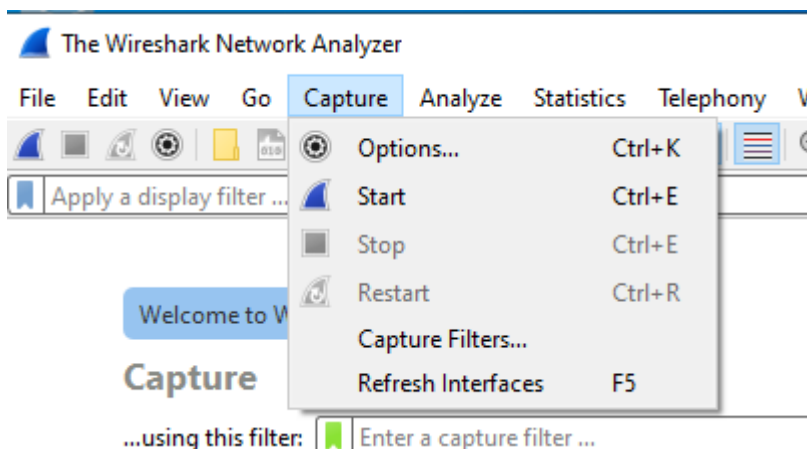 The Wireshark Network Analyzer
File Edit View Go Capture Analyze Statistics Telephony
Options... Ctrl+K
Apply a display filter ... Start Ctrl+E
Stop Ctrl+E
Restart Ctrl+R
Welcome to
Capture Filters...
Capture Refresh Interfaces F5
...using this filter: Enter a capture filter ...